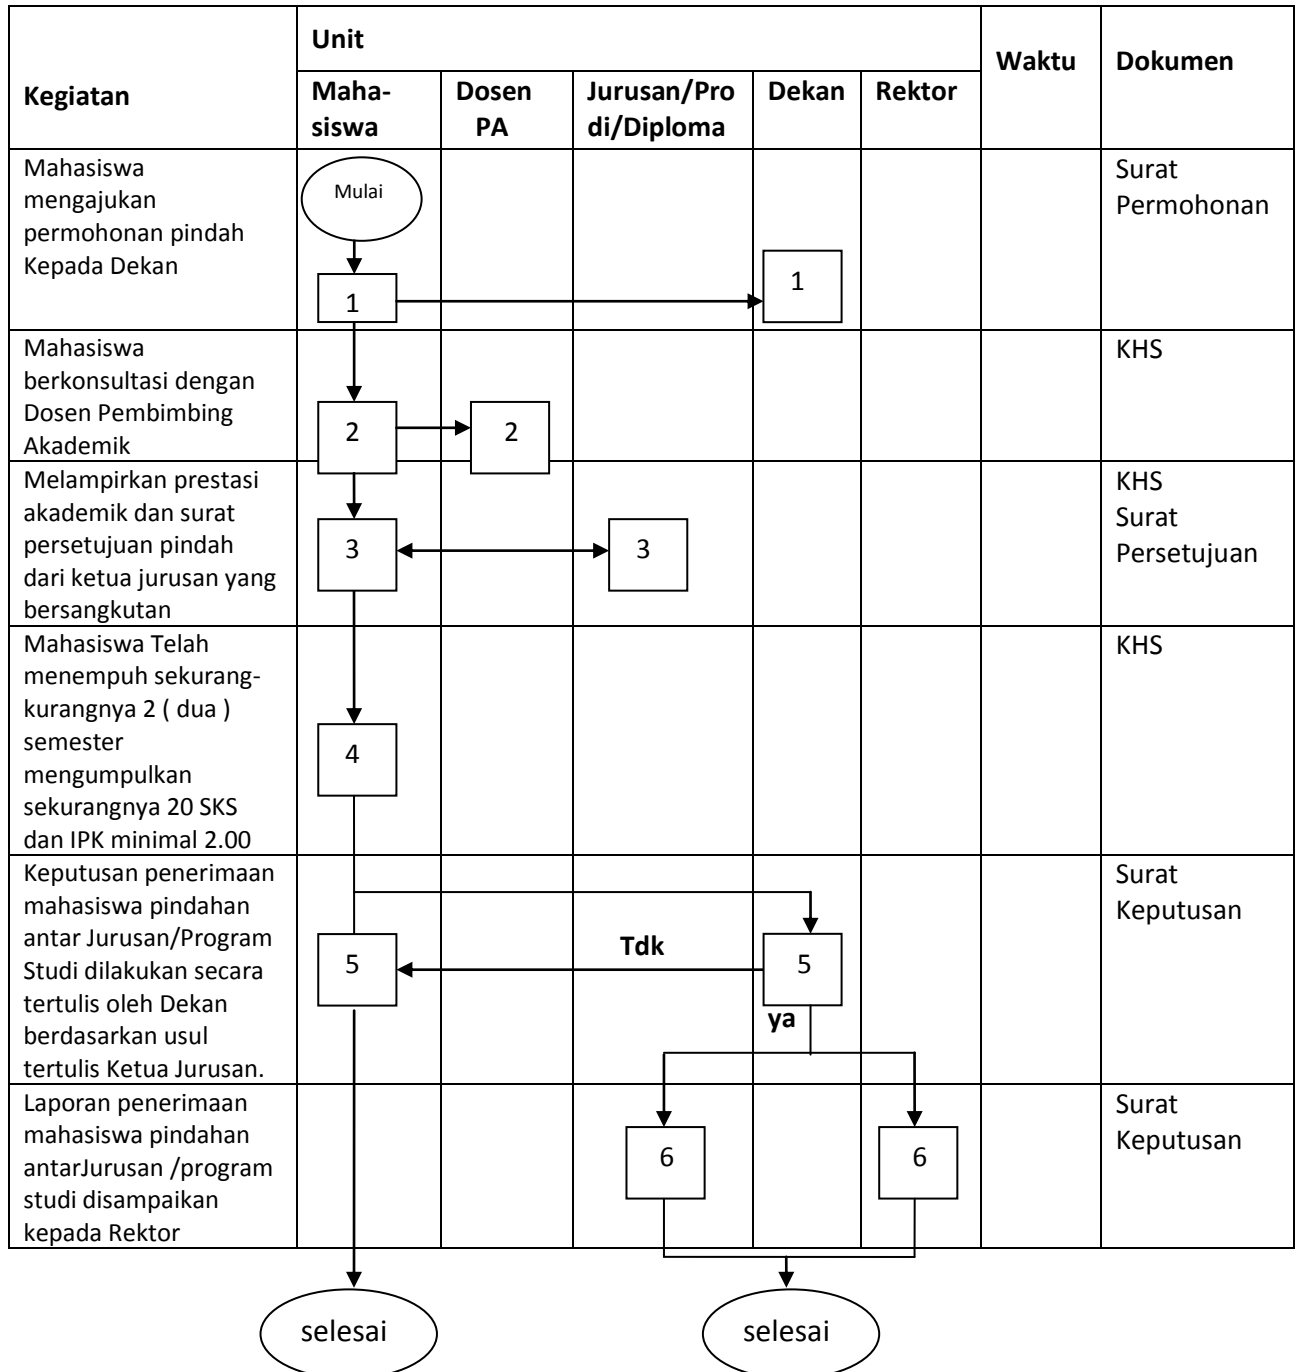 Kegiatan
Unit
Waktu
Dokumen
Maha-
siswa
Dosen
PA
Jurusan/Pro
di/Diploma
Dekan
Rektor
Mahasiswa
mengajukan
permohonan pindah
Kepada Dekan
Mulai
1
1
Surat
Permohonan
Mahasiswa
berkonsultasi dengan
Dosen Pembimbing
Akademik
2
2
KHS
Melampirkan prestasi
akademik dan surat
persetujuan pindah
dari ketua jurusan yang
bersangkutan
3
3
KHS
Surat
Persetujuan
Mahasiswa Telah
menempuh sekurang-
kurangnya 2 ( dua )
semester
mengumpulkan
sekurangnya 20 SKS
dan IPK minimal 2.00
4
KHS
Keputusan penerimaan
mahasiswa pindahan
antar Jurusan/Program
Studi dilakukan secara
tertulis oleh Dekan
berdasarkan usul
tertulis Ketua Jurusan.
5
Tdk
5
ya
Surat
Keputusan
Laporan penerimaan
mahasiswa pindahan
antarJurusan /program
studi disampaikan
kepada Rektor
6
6
Surat
Keputusan
selesai
selesai